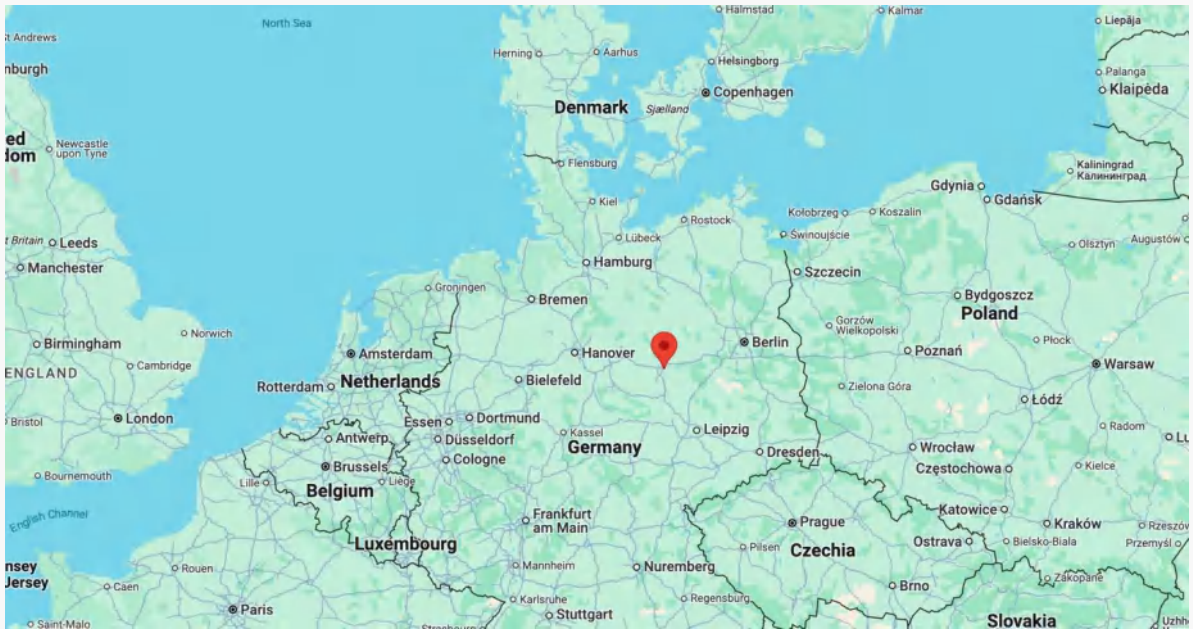 North Sea
Halmstad
Kalmar
Liepāja
St Andrews
nburgh
Herning
Aarhus
Helsingborg
Palanga
Klaipėda
Denmark
Sjælland
Copenhagen
ed
dom
Newcastle
upon Tyne
Flensburg
Kaliningrad
Калининград
Gdynia
Gdańsk
Kiel
Rostock
Kołobrzeg
Koszalin
t Britain
Leeds
Lübeck
Świnoujście
Olsztyn
Augustów
Manchester
Hamburg
Szczecin
Groningen
Bremen
Bydgoszcz
Poland
Norwich
Gorzów
Wielkopolski
Birmingham
Amsterdam
Hanover
Berlin
Poznań
Płock
Warsaw
ENGLAND
Cambridge
Rotterdam
Netherlands
Bielefeld
Zielona Góra
Łódź
London
Bristol
Essen
Dortmund
Antwerp
Düsseldorf
Kassel
Germany
Leipzig
Dresden
Wrocław
Radom
Lu
Brussels
Cologne
Częstochowa
Kielce
Bournemouth
Lille
Belgium
Liège
English Channel
Frankfurt
am Main
Prague
Katowice
Kraków
Rzeszów
Luxembourg
Pilsen
Czechia
Ostrava
Bielsko-Biala
Przemyśl
nsey
Jersey
Rouen
Mannheim
Nuremberg
Caen
Brno
Zakopane
Paris
Karlsruhe
Stuttgart
Regensburg
Slovakia
Uzhh
Saint-Malo
Strasbourg